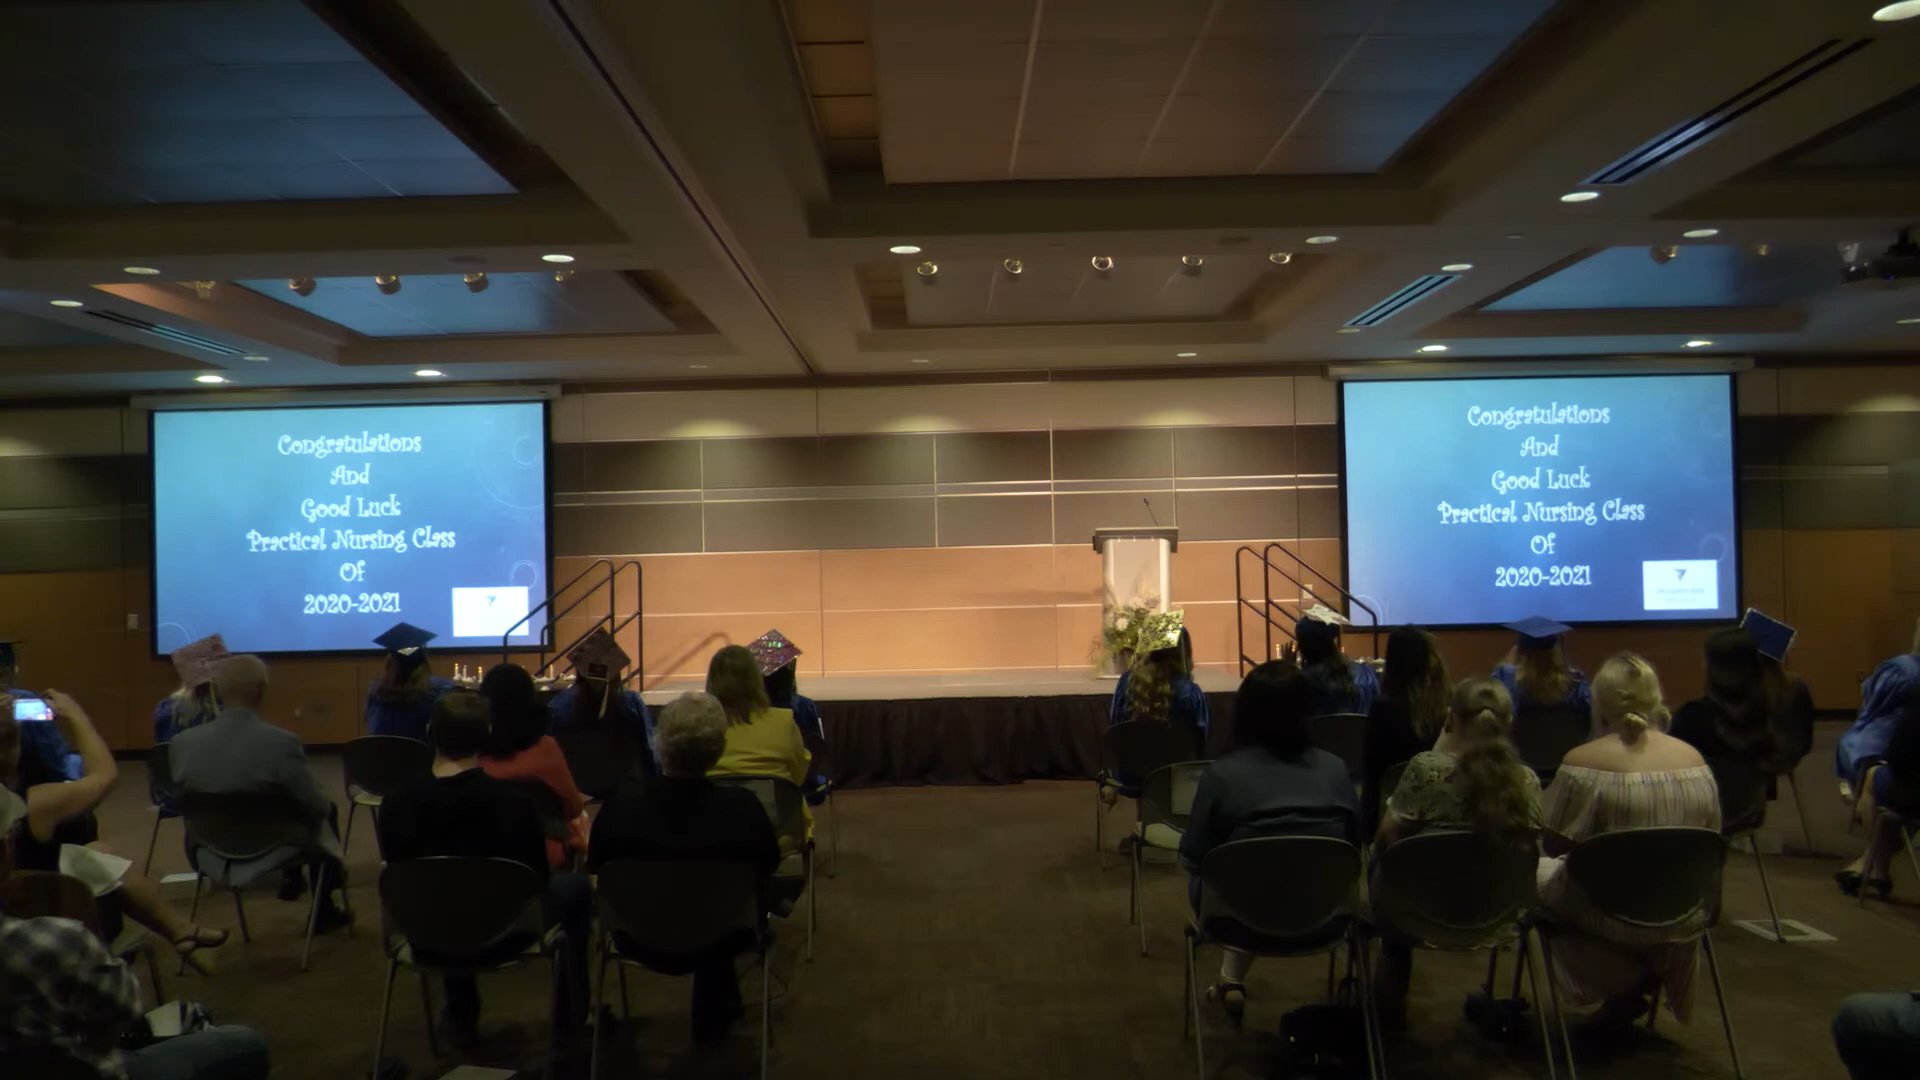 Congratulations
And
Good Luck
Practical Nursing Class
Of
2020-2021
Congratulations
And
Good Luck
Practical Nursing Class
Of
2020-2021